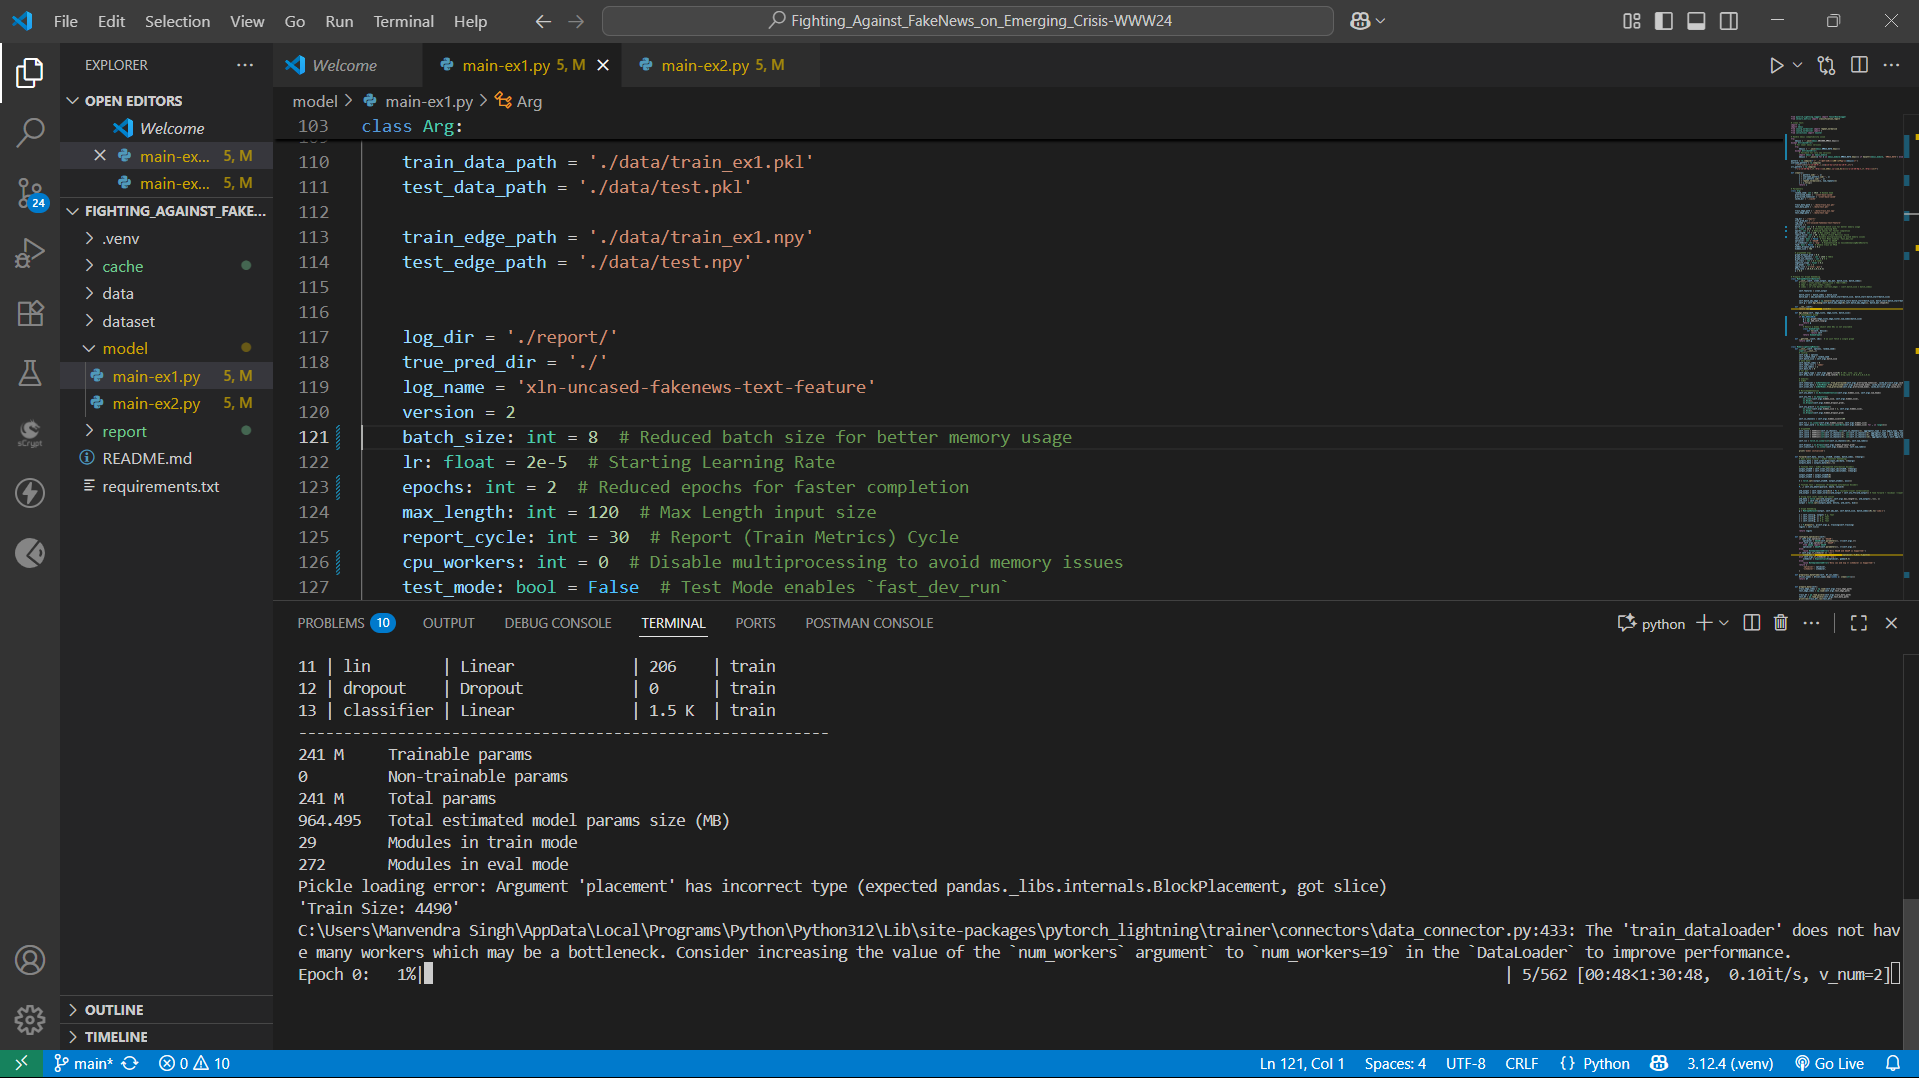 File Edit Selection View Go Run Terminal Help
Fighting_Against_FakeNews_on_Emerging_Crisis-WWW24
EXPLORER
OPEN EDITORS
Welcome
main-ex... 5, M
main-ex... 5, M
FIGHTING_AGAINST_FAKE...
.venv
cache
data
dataset
model
main-ex1.py 5, M
main-ex2.py 5, M
report
README.md
requirements.txt
OUTLINE
TIMELINE
24
sCrypt
Welcome
main-ex1.py 5, M
main-ex2.py 5, M
model > main-ex1.py > Arg
103 class Arg:
110 train_data_path = './data/train_ex1.pkl'
111 test_data_path = './data/test.pkl'
112
113 train_edge_path = './data/train_ex1.npy'
114 test_edge_path = './data/test.npy'
115
116
117 log_dir = './report/'
118 true_pred_dir = './'
119 log_name = 'xln-uncased-fakenews-text-feature'
120 version = 2
121 batch_size: int = 8  # Reduced batch size for better memory usage
122 lr: float = 2e-5  # Starting Learning Rate
123 epochs: int = 2  # Reduced epochs for faster completion
124 max_length: int = 120  # Max Length input size
125 report_cycle: int = 30  # Report (Train Metrics) Cycle
126 cpu_workers: int = 0  # Disable multiprocessing to avoid memory issues
127 test_mode: bool = False  # Test Mode enables `fast_dev_run`
PROBLEMS 10 OUTPUT DEBUG CONSOLE TERMINAL PORTS POSTMAN CONSOLE
python
11 | lin | Linear | 206 | train
12 | dropout | Dropout | 0 | train
13 | classifier | Linear | 1.5 K | train
-----------------------------------------------------------
241 M Trainable params
0 Non-trainable params
241 M Total params
964.495 Total estimated model params size (MB)
29 Modules in train mode
272 Modules in eval mode
Pickle loading error: Argument 'placement' has incorrect type (expected pandas._libs.internals.BlockPlacement, got slice)
'Train Size: 4490'
C:\Users\Manvendra Singh\AppData\Local\Programs\Python\Python312\Lib\site-packages\pytorch_lightning\trainer\connectors\data_connector.py:433: The 'train_dataloader' does not hav
e many workers which may be a bottleneck. Consider increasing the value of the `num_workers` argument` to `num_workers=19` in the `DataLoader` to improve performance.
Epoch 0: 1%| | 5/562 [00:48<1:30:48, 0.10it/s, v_num=2]
main* 0 10 Ln 121, Col 1 Spaces: 4 UTF-8 CRLF {} Python 3.12.4 (.venv) Go Live